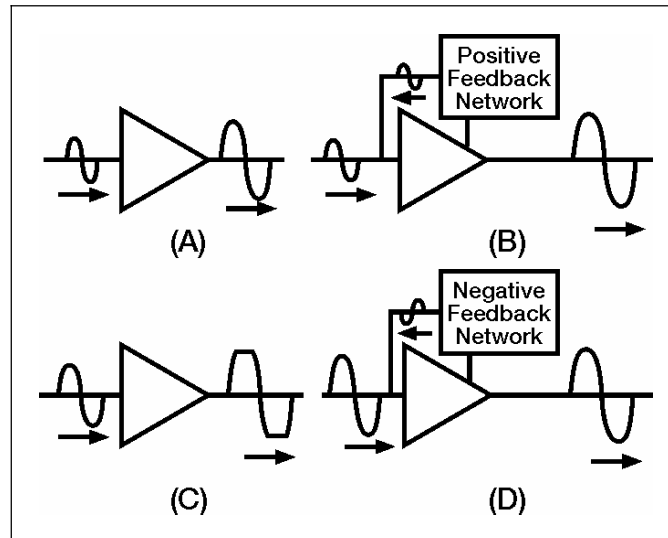 Positive
Feedback
Network
(A)
(B)
Negative
Feedback
Network
(C)
(D)